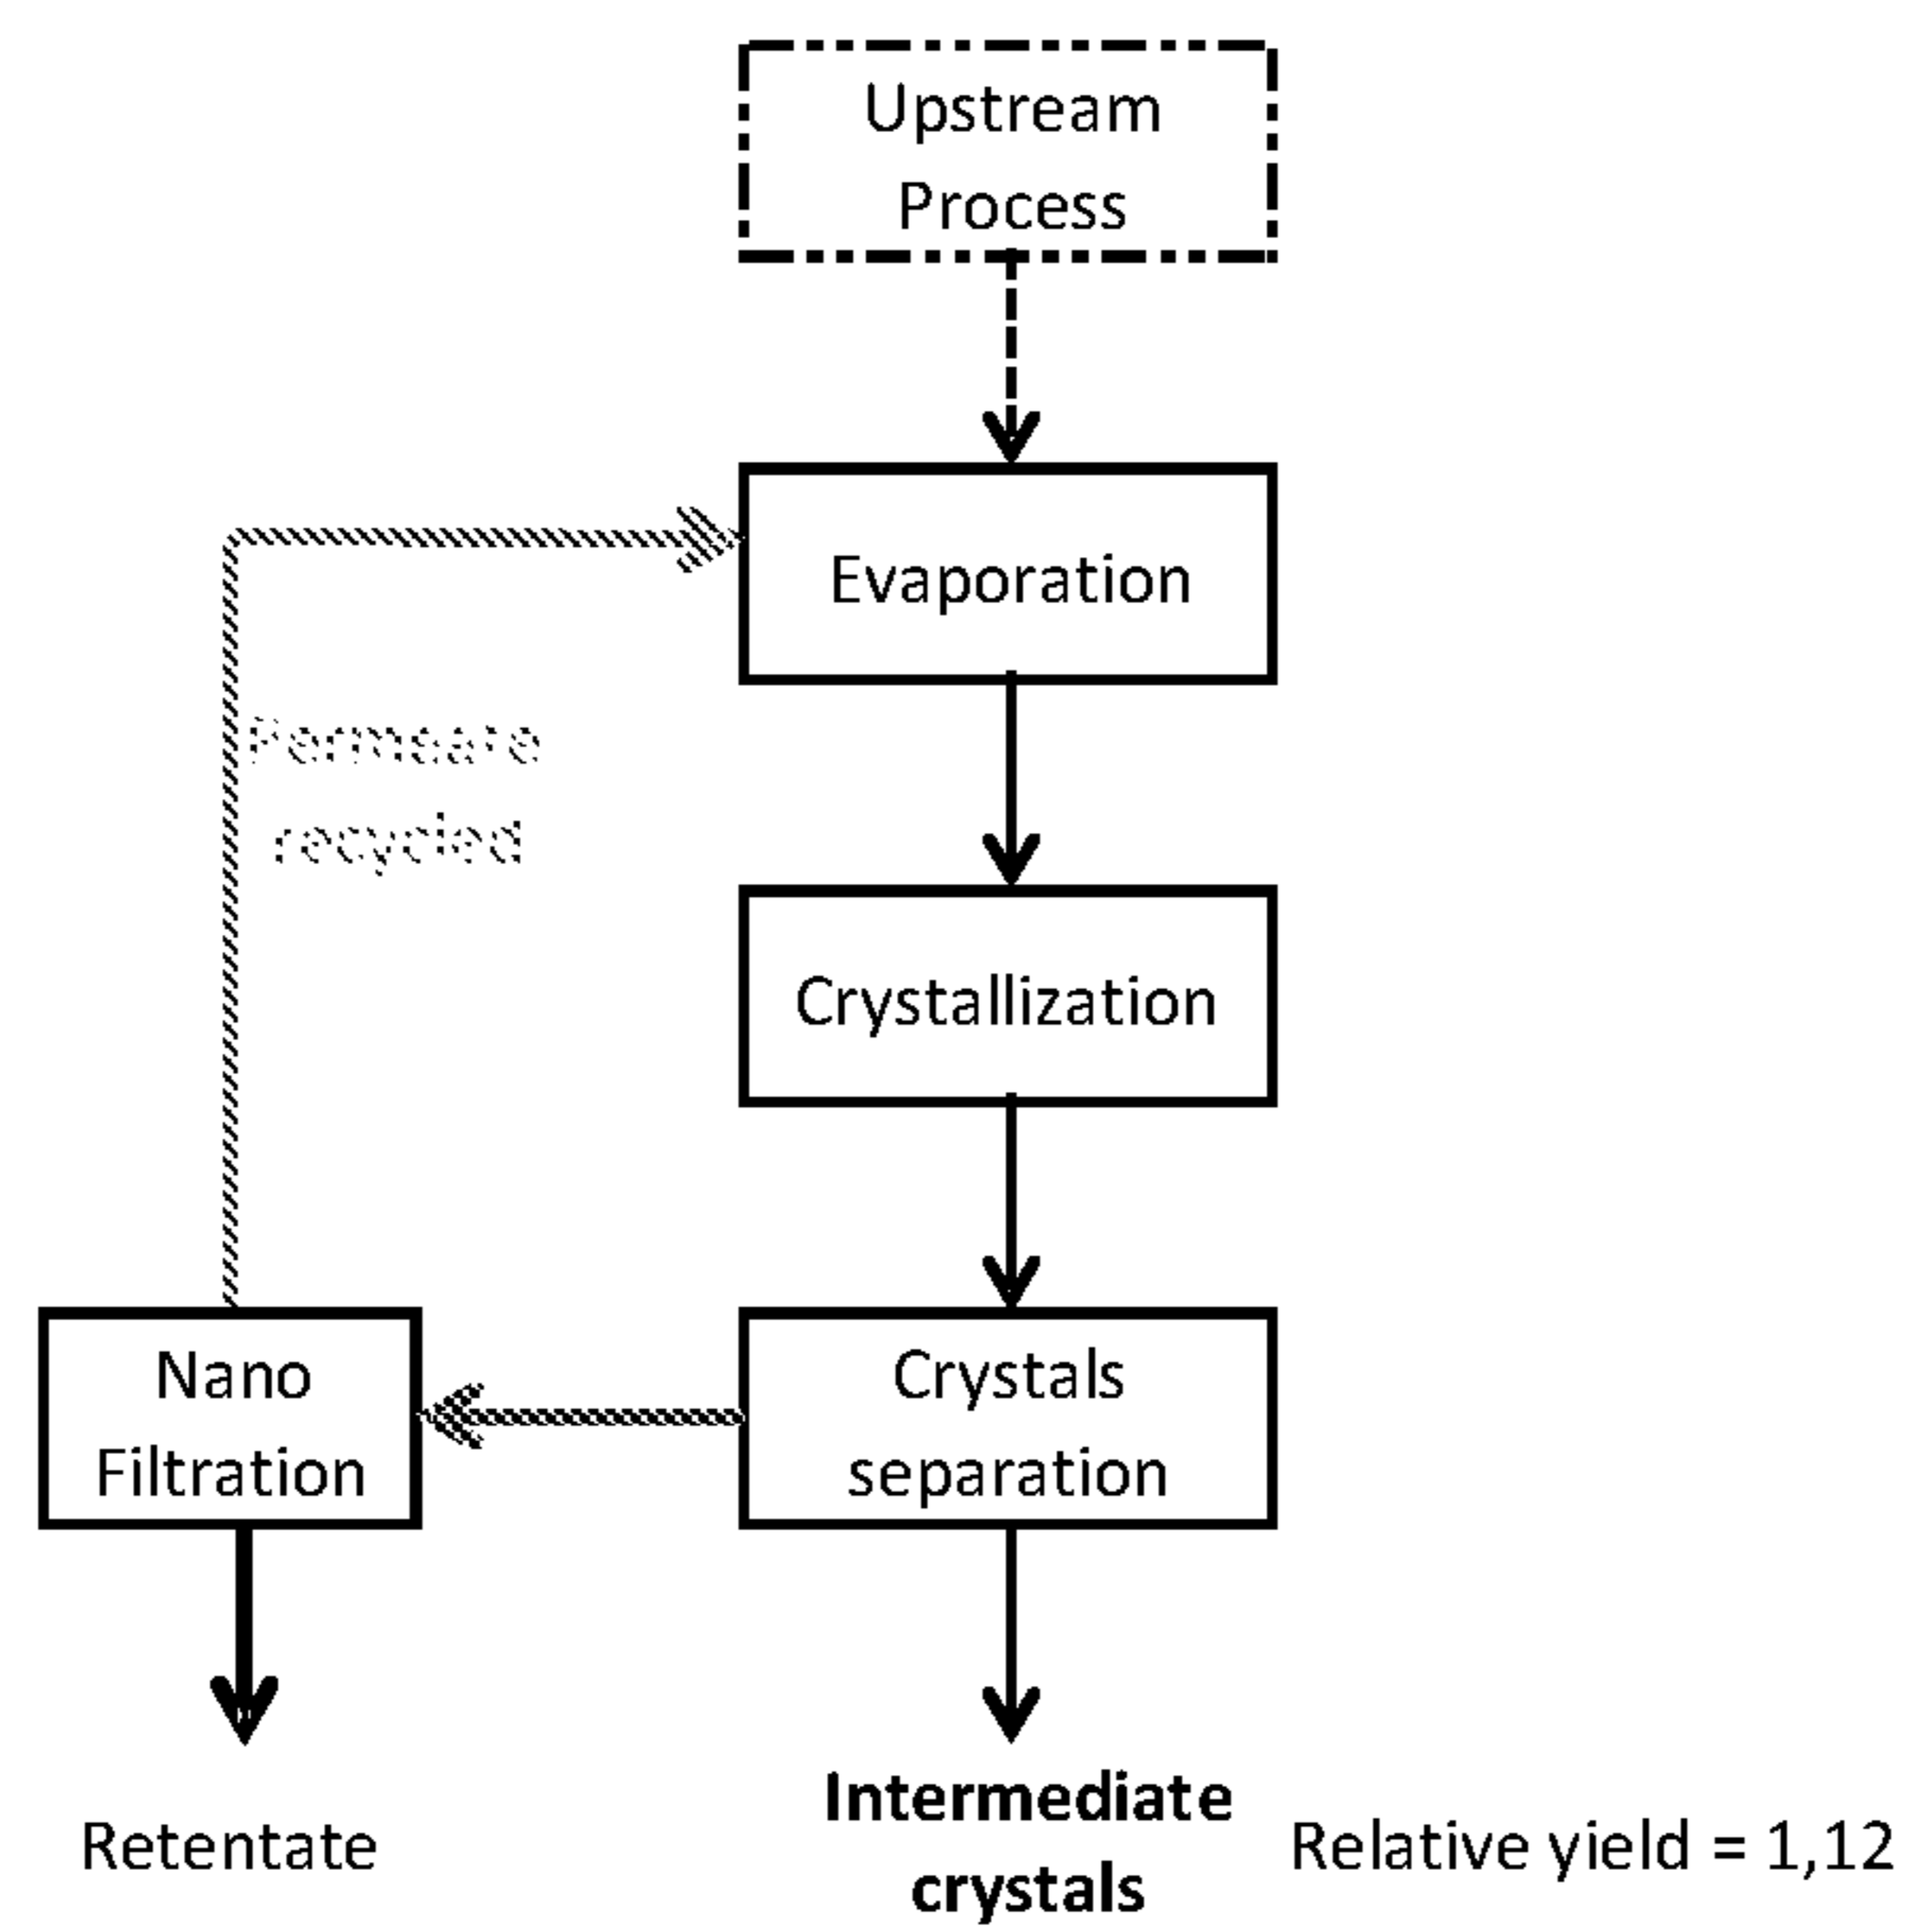 Upstream
Process
Evaporation
Permeate
recycled
Crystallization
Nano
Filtration
Crystals
separation
Retentate
Intermediate
crystals
Relative yield = 1,12